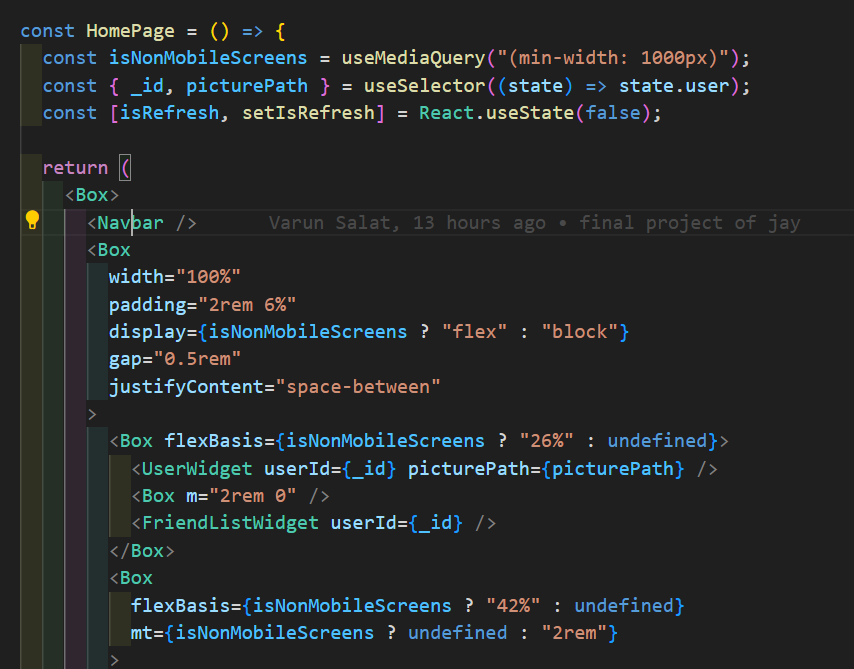 const HomePage = () => {
const isNonMobileScreens = useMediaQuery("(min-width: 1000px)");
const { _id, picturePath } = useSelector((state) => state.user);
const [isRefresh, setIsRefresh] = React.useState(false);
return (
<Box>
<Navbar /> Varun Salat, 13 hours ago • final project of jay
<Box
width="100%"
padding="2rem 6%"
display={isNonMobileScreens ? "flex" : "block"}
gap="0.5rem"
justifyContent="space-between"
>
<Box flexBasis={isNonMobileScreens ? "26%" : undefined}>
<UserWidget userId={_id} picturePath={picturePath} />
<Box m="2rem 0" />
<FriendListWidget userId={_id} />
</Box>
<Box
flexBasis={isNonMobileScreens ? "42%" : undefined}
mt={isNonMobileScreens ? undefined : "2rem"}
>